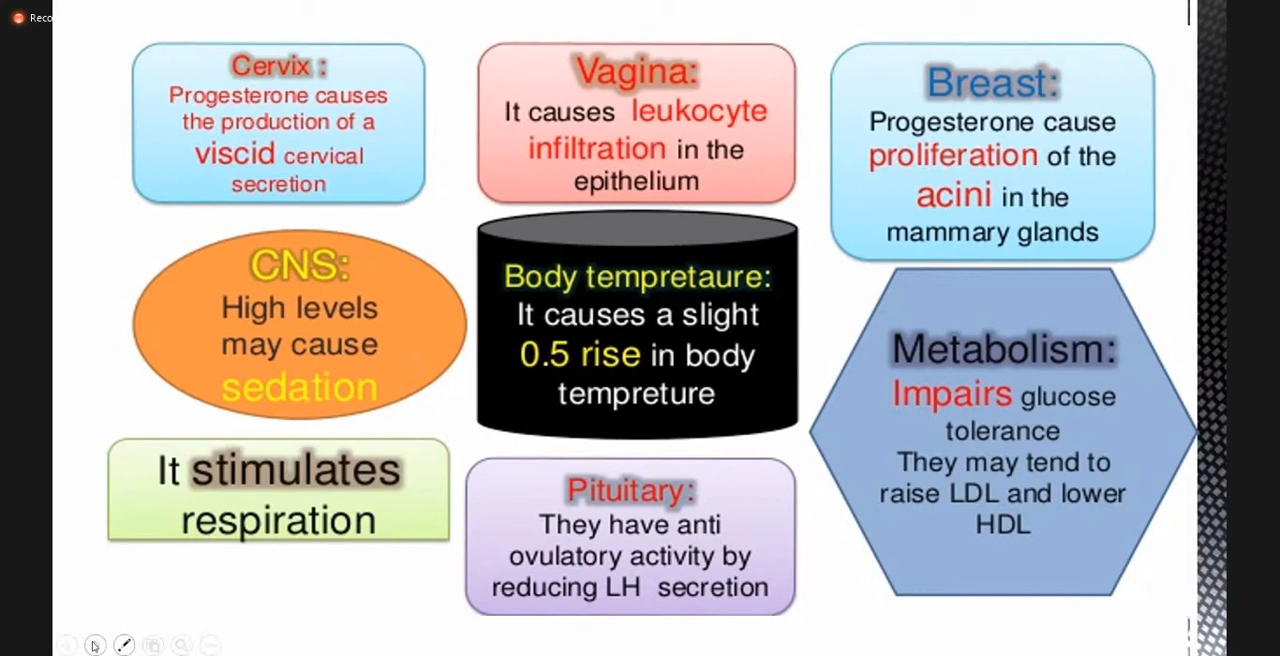 Reco
Cervix :
Progesterone causes
the production of a
viscid cervical
secretion
Vagina:
It causes leukocyte
infiltration in the
epithelium
Breast:
Progesterone cause
proliferation of the
acini in the
mammary glands
CNS:
High levels
may cause
sedation
Body tempretaure:
It causes a slight
0.5 rise in body
tempreture
Metabolism:
Impairs glucose
tolerance
They may tend to
raise LDL and lower
HDL
It stimulates
respiration
Pituitary:
They have anti
ovulatory activity by
reducing LH secretion